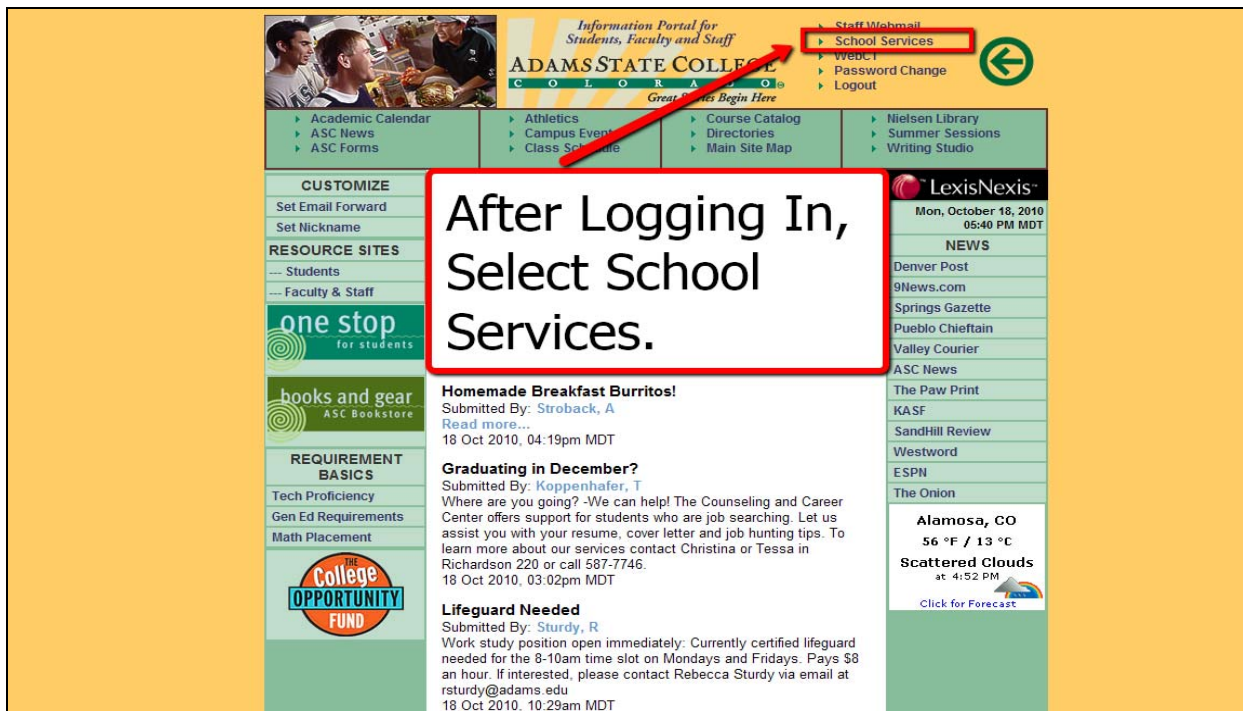 Information Portal for
Students, Faculty and Staff
ADAMS STATE COLLEGE
COLORADO
Great Stories Begin Here
Staff Webmail
School Services
WebCT
Password Change
Logout
Academic Calendar
ASC News
ASC Forms
Athletics
Campus Events
Class Schedule
Course Catalog
Directories
Main Site Map
Nielsen Library
Summer Sessions
Writing Studio
CUSTOMIZE
Set Email Forward
Set Nickname
RESOURCE SITES
--- Students
--- Faculty & Staff
one stop
for students
books and gear
ASC Bookstore
REQUIREMENT
BASICS
Tech Proficiency
Gen Ed Requirements
Math Placement
THE
College
OPPORTUNITY
FUND
After Logging In,
Select School
Services.
Homemade Breakfast Burritos!
Submitted By: Stroback, A
Read more...
18 Oct 2010, 04:19pm MDT
Graduating in December?
Submitted By: Koppenhafer, T
Where are you going? -We can help! The Counseling and Career
Center offers support for students who are job searching. Let us
assist you with your resume, cover letter and job hunting tips. To
learn more about our services contact Christina or Tessa in
Richardson 220 or call 587-7746.
18 Oct 2010, 03:02pm MDT
Lifeguard Needed
Submitted By: Sturdy, R
Work study position open immediately: Currently certified lifeguard
needed for the 8-10am time slot on Mondays and Fridays. Pays $8
an hour. If interested, please contact Rebecca Sturdy via email at
rsturdy@adams.edu
18 Oct 2010, 10:29am MDT
LexisNexis™
Mon, October 18, 2010
05:40 PM MDT
NEWS
Denver Post
9News.com
Springs Gazette
Pueblo Chieftain
Valley Courier
ASC News
The Paw Print
KASF
SandHill Review
Westword
ESPN
The Onion
Alamosa, CO
56 °F / 13 °C
Scattered Clouds
at 4:52 PM
Click for Forecast